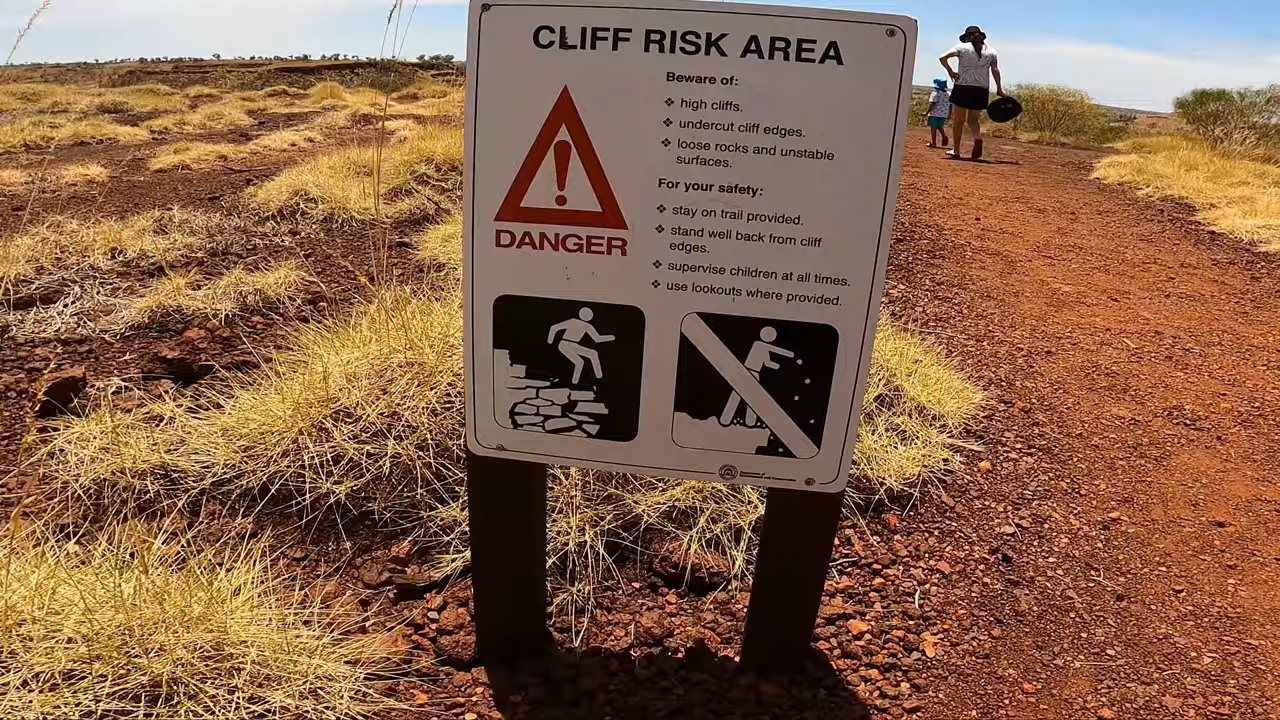 CLIFF RISK AREA
Beware of:
❖ high cliffs.
❖ undercut cliff edges.
❖ loose rocks and unstable
surfaces.
For your safety:
❖ stay on trail provided.
❖ stand well back from cliff
edges.
❖ supervise children at all times.
❖ use lookouts where provided.
DANGER